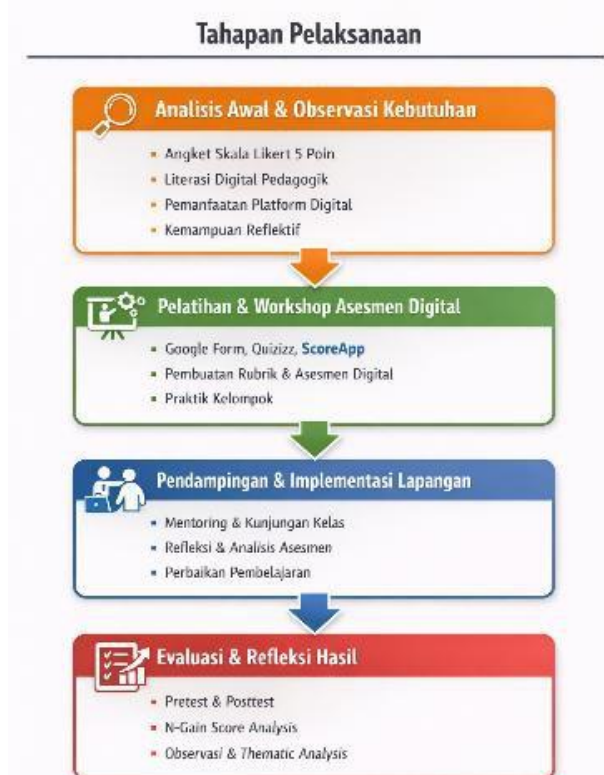 Tahapan Pelaksanaan
Analisis Awal & Observasi Kebutuhan
Angket Skala Likert 5 Poin
Literasi Digital Pedagogik
Pemanfaatan Platform Digital
Kemampuan Reflektif
Pelatihan & Workshop Asesmen Digital
Google Form, Quizizz, ScoreApp
Pembuatan Rubrik & Asesmen Digital
Praktik Kelompok
Pendampingan & Implementasi Lapangan
Mentoring & Kunjungan Kelas
Refleksi & Analisis Asesmen
Perbaikan Pembelajaran
Evaluasi & Refleksi Hasil
Pretest & Posttest
N-Gain Score Analysis
Observasi & Thematic Analysis